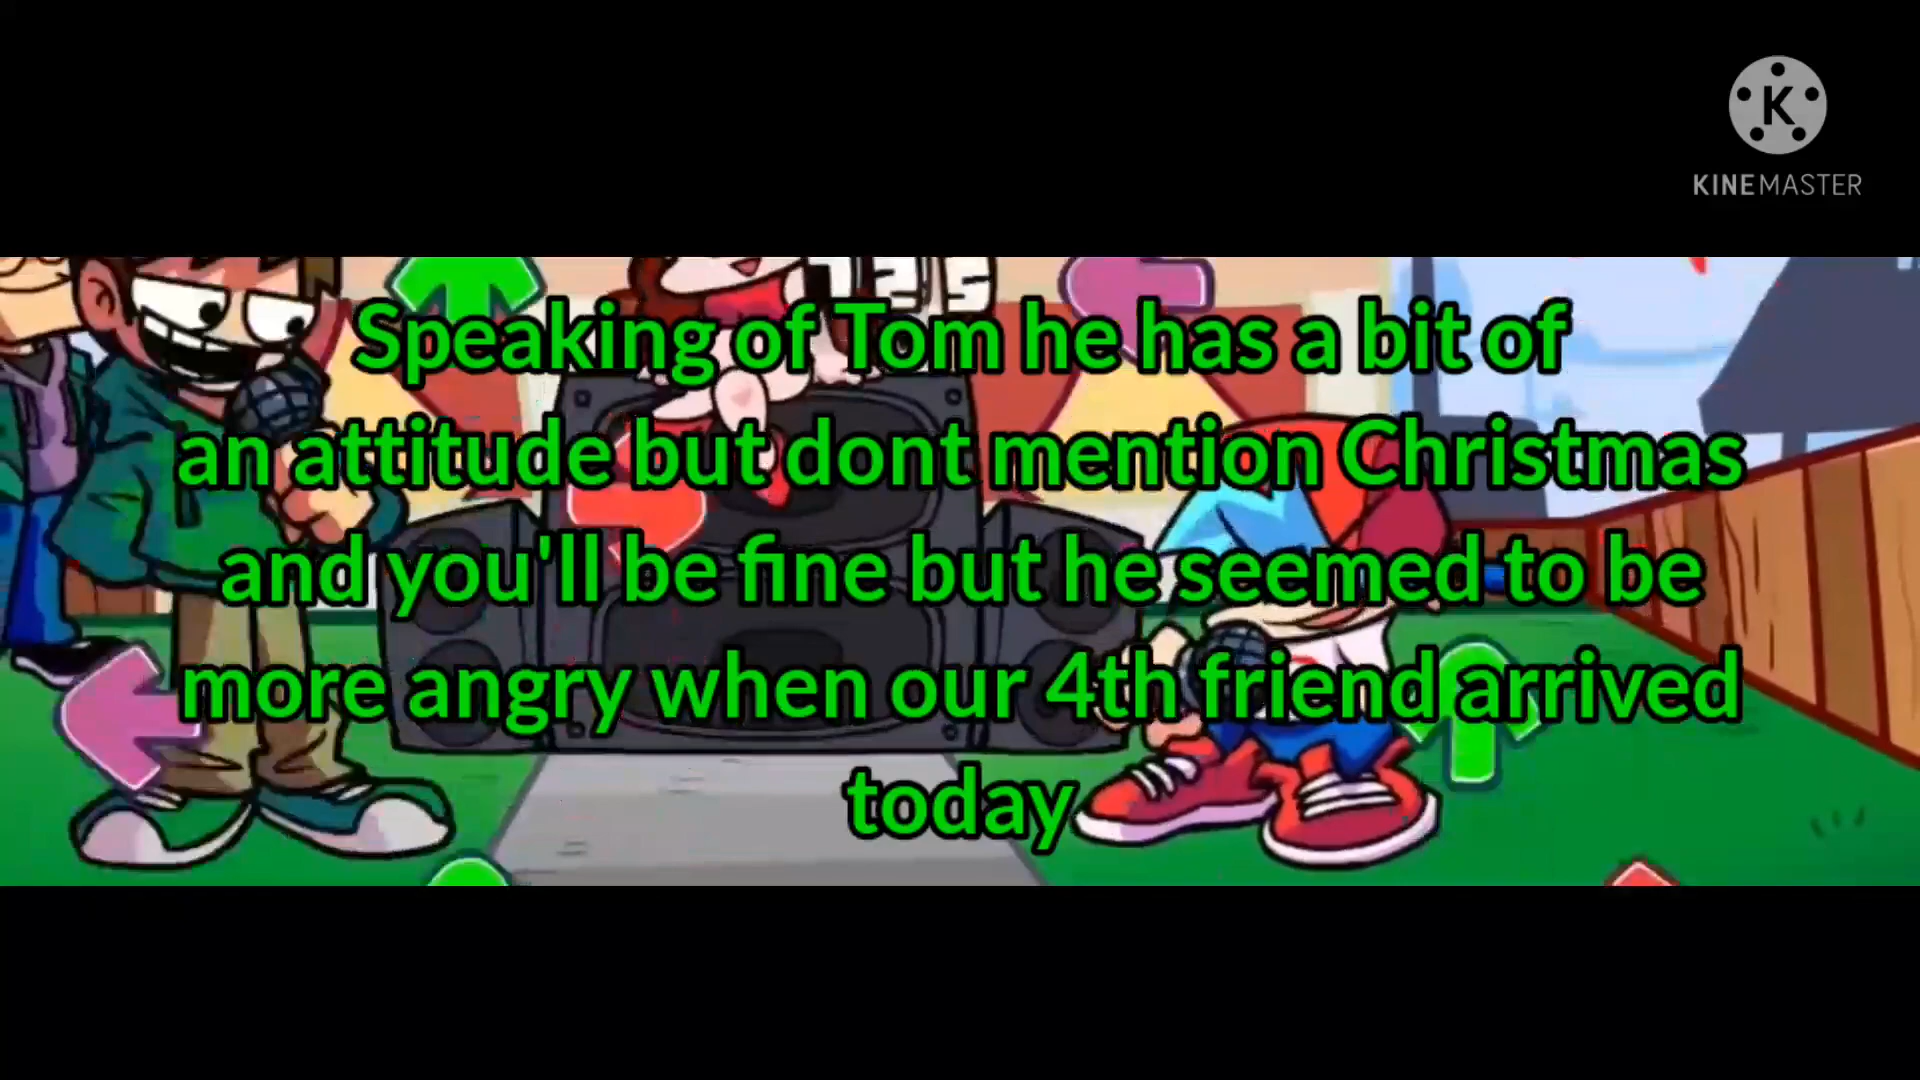 K
KINEMASTER
Speaking of Tom he has a bit of
an attitude but dont mention Christmas
and you'll be fine but he seemed to be
more angry when our 4th friend arrived
today